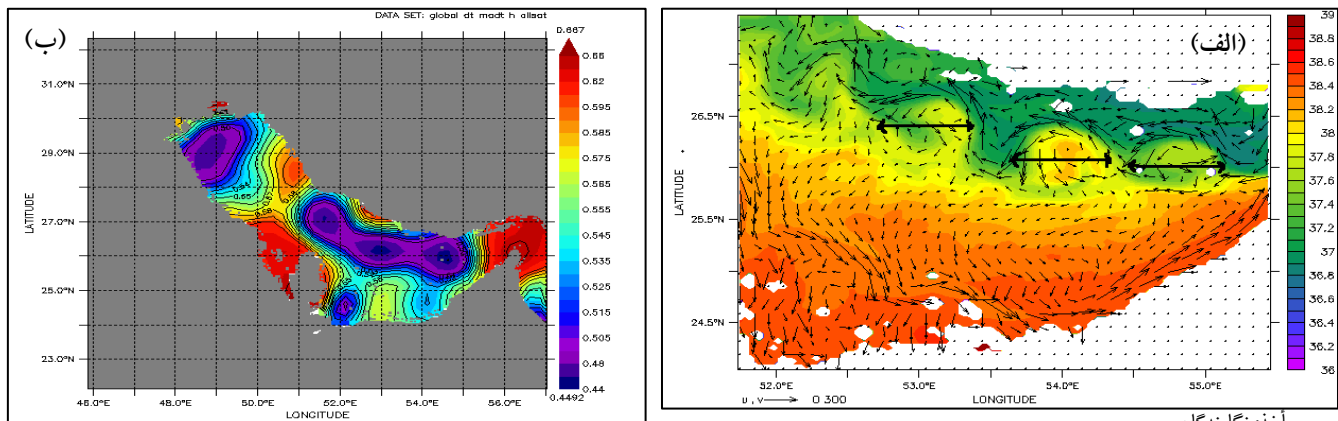 DATA SET: global dt madt h allsat
(ب)
0.667
0.66
0.62
0.595
0.585
0.575
0.565
0.555
0.545
0.535
0.525
0.515
0.505
0.495
0.48
0.44
0.4492
31.0°N
29.0°N
27.0°N
25.0°N
23.0°N
LATITUDE
48.0°E 50.0°E 52.0°E 54.0°E 56.0°E
LONGITUDE
(الف)
39
38.8
38.6
38.4
38.2
38
37.8
37.6
37.4
37.2
37
36.8
36.6
36.4
36.2
36
26.5°N
25.5°N
24.5°N
LATITUDE
52.0°E 53.0°E 54.0°E 55.0°E
LONGITUDE
U , V 0.300